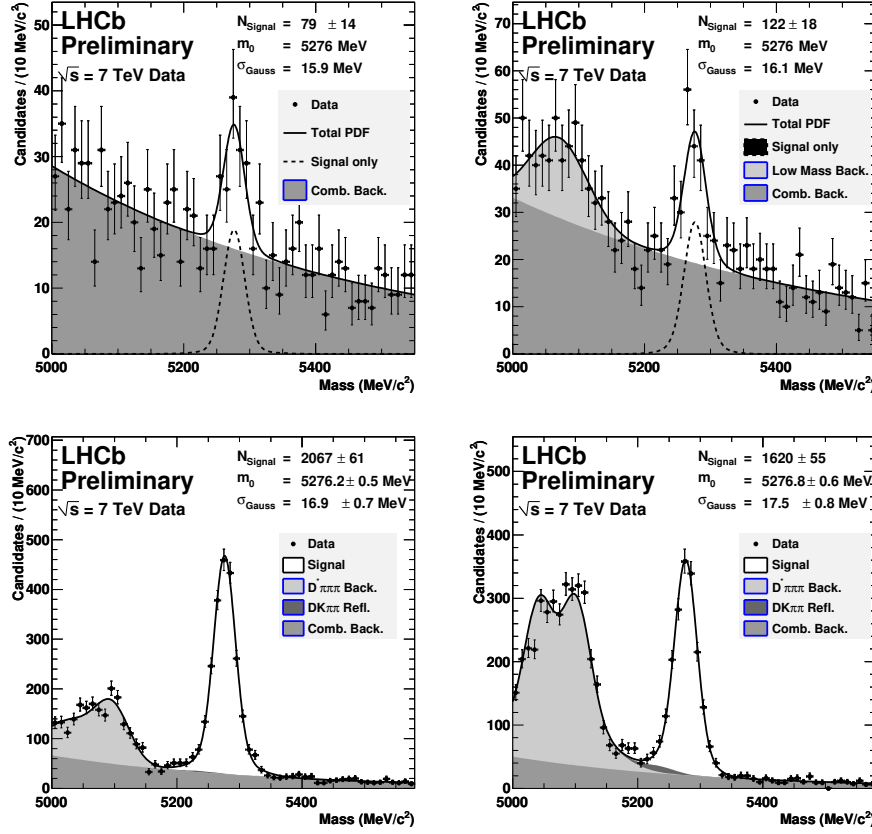 LHCb
Preliminary
√s = 7 TeV Data
N_Signal = 79 ± 14
m_0 = 5276 MeV
σ_Gauss = 15.9 MeV
Data
Total PDF
Signal only
Comb. Back.
Candidates / (10 MeV/c²)
50
40
30
20
10
0
5000 5200 5400
Mass (MeV/c²)
LHCb
Preliminary
√s = 7 TeV Data
N_Signal = 122 ± 18
m_0 = 5276 MeV
σ_Gauss = 16.1 MeV
Data
Total PDF
Signal only
Low Mass Back.
Comb. Back.
Candidates / (10 MeV/c²)
70
60
50
40
30
20
10
0
5000 5200 5400
Mass (MeV/c²)
LHCb
Preliminary
√s = 7 TeV Data
N_Signal = 2067 ± 61
m_0 = 5276.2 ± 0.5 MeV
σ_Gauss = 16.9 ± 0.7 MeV
Data
Signal
D*πππ Back.
DKππ Refl.
Comb. Back.
Candidates / (10 MeV/c²)
700
600
500
400
300
200
100
0
5000 5200 5400
Mass (MeV/c²)
LHCb
Preliminary
√s = 7 TeV Data
N_Signal = 1620 ± 55
m_0 = 5276.8 ± 0.6 MeV
σ_Gauss = 17.5 ± 0.8 MeV
Data
Signal
D*πππ Back.
DKππ Refl.
Comb. Back.
Candidates / (10 MeV/c²)
500
400
300
200
100
0
5000 5200 5400
Mass (MeV/c²)